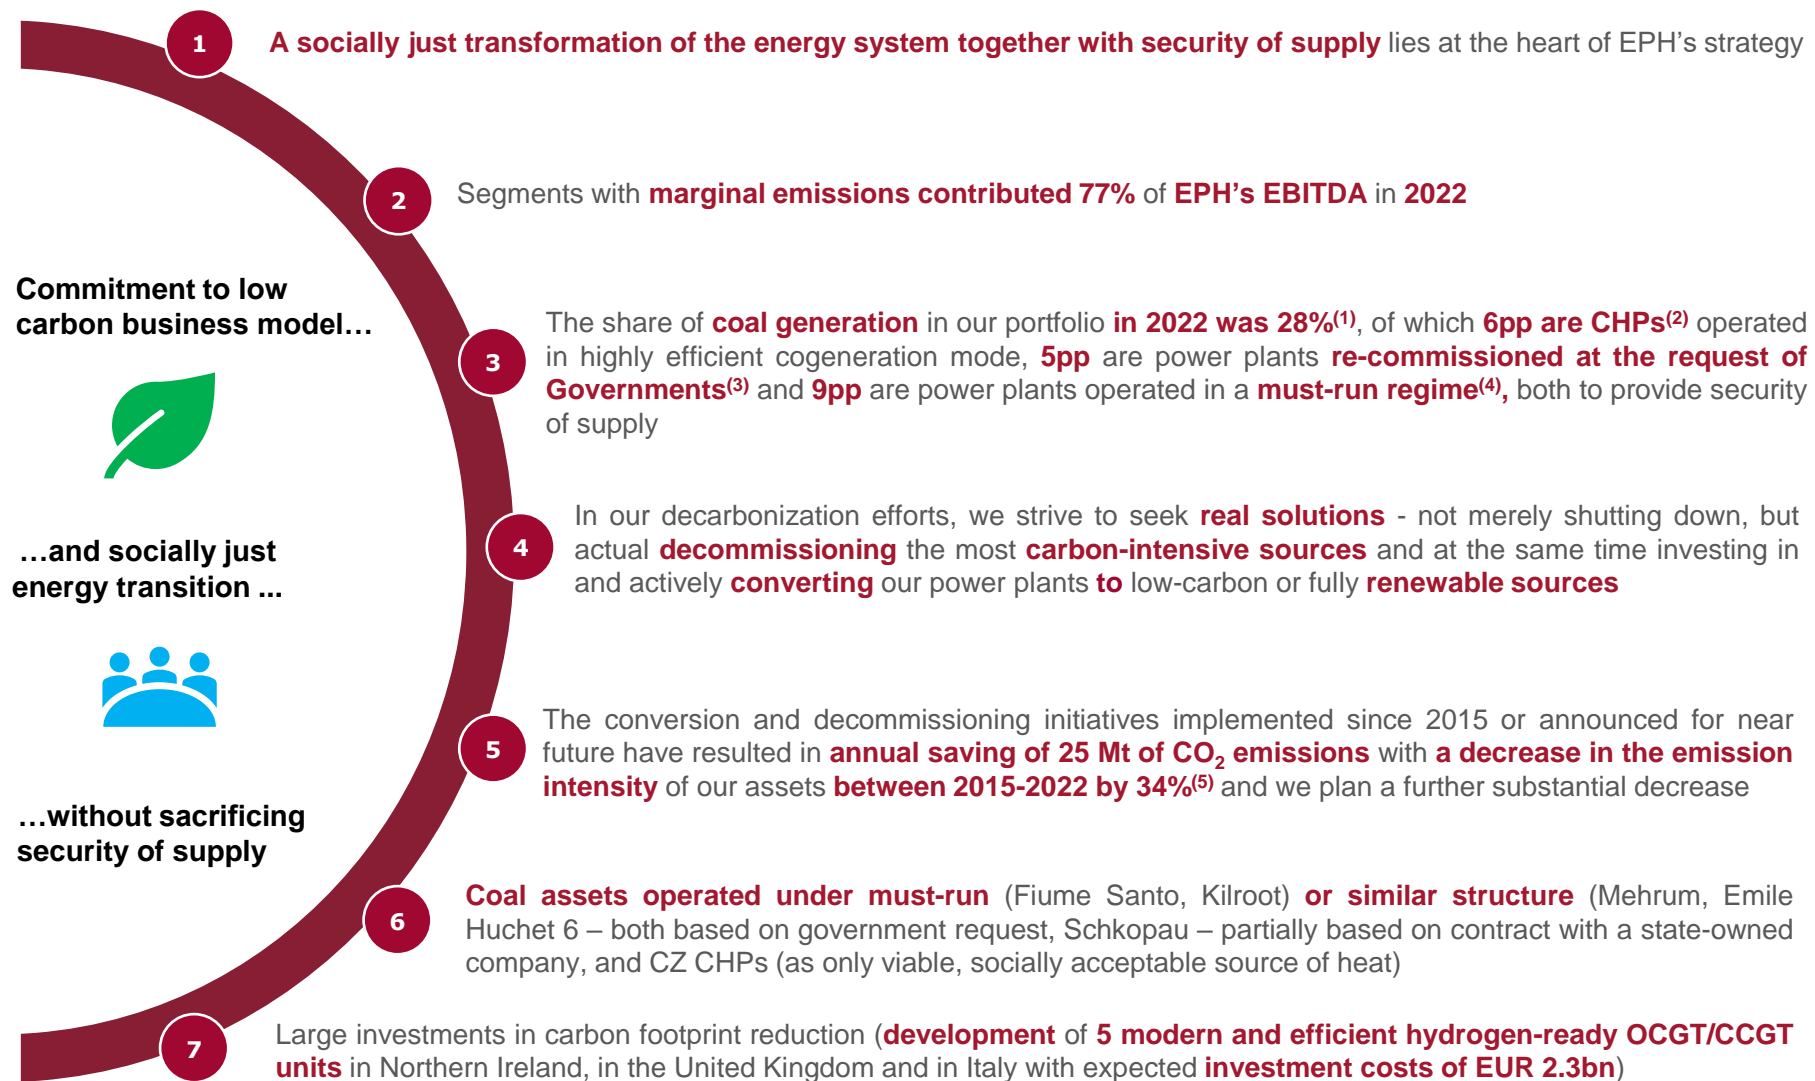 1
A socially just transformation of the energy system together with security of supply lies at the heart of EPH’s strategy
2
Segments with marginal emissions contributed 77% of EPH’s EBITDA in 2022
Commitment to low
carbon business model…
3
The share of coal generation in our portfolio in 2022 was 28%(1), of which 6pp are CHPs(2) operated
in highly efficient cogeneration mode, 5pp are power plants re-commissioned at the request of
Governments(3) and 9pp are power plants operated in a must-run regime(4), both to provide security
of supply
4
In our decarbonization efforts, we strive to seek real solutions - not merely shutting down, but
actual decommissioning the most carbon-intensive sources and at the same time investing in
and actively converting our power plants to low-carbon or fully renewable sources
…and socially just
energy transition ...
5
The conversion and decommissioning initiatives implemented since 2015 or announced for near
future have resulted in annual saving of 25 Mt of CO2 emissions with a decrease in the emission
intensity of our assets between 2015-2022 by 34%(5) and we plan a further substantial decrease
…without sacrificing
security of supply
6
Coal assets operated under must-run (Fiume Santo, Kilroot) or similar structure (Mehrum, Emile
Huchet 6 – both based on government request, Schkopau – partially based on contract with a state-owned
company, and CZ CHPs (as only viable, socially acceptable source of heat)
7
Large investments in carbon footprint reduction (development of 5 modern and efficient hydrogen-ready OCGT/CCGT
units in Northern Ireland, in the United Kingdom and in Italy with expected investment costs of EUR 2.3bn)